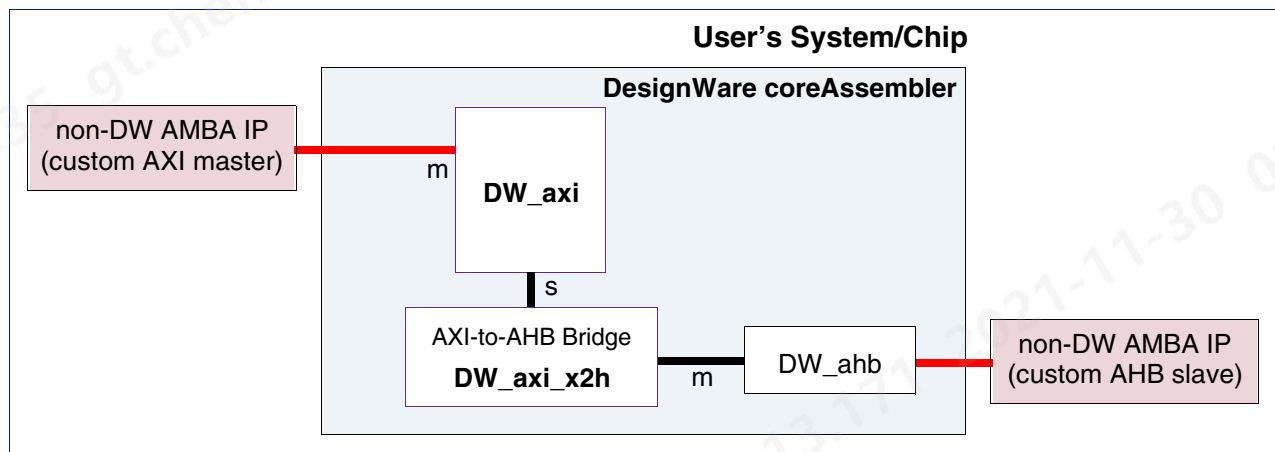 User's System/Chip
DesignWare coreAssembler
non-DW AMBA IP
(custom AXI master)
m
DW_axi
s
AXI-to-AHB Bridge
DW_axi_x2h
m
DW_ahb
non-DW AMBA IP
(custom AHB slave)